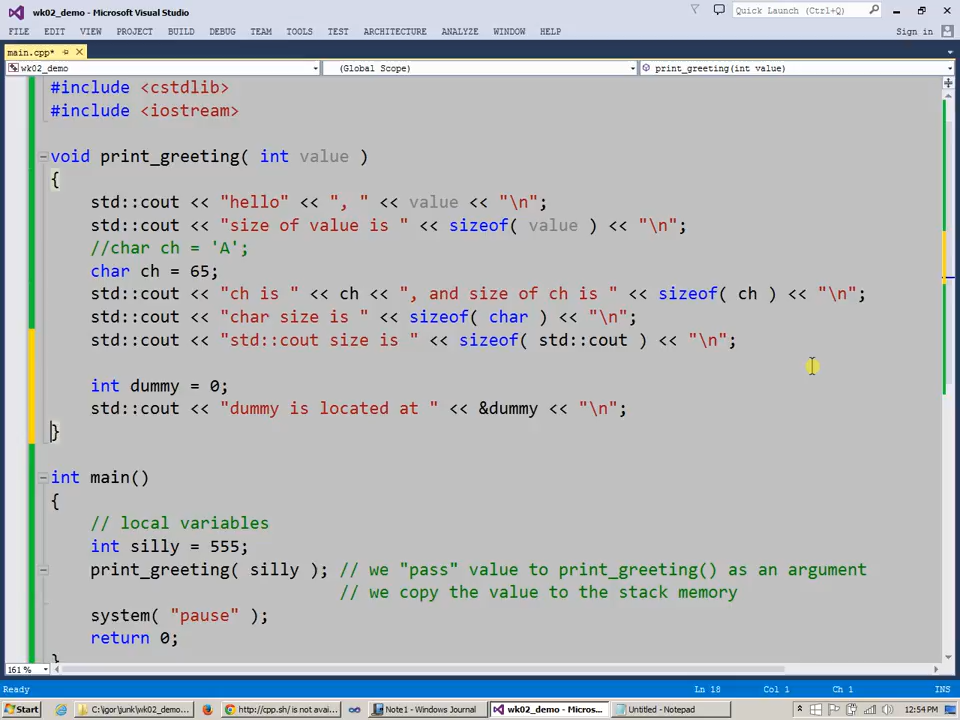 wk02_demo - Microsoft Visual Studio
Quick Launch (Ctrl+Q)
FILE EDIT VIEW PROJECT BUILD DEBUG TEAM TOOLS TEST ARCHITECTURE ANALYZE WINDOW HELP Sign in
main.cpp*
wk02_demo (Global Scope) print_greeting(int value)
#include <cstdlib>
#include <iostream>
void print_greeting( int value )
{
std::cout << "hello" << ", " << value << "\n";
std::cout << "size of value is " << sizeof( value ) << "\n";
//char ch = 'A';
char ch = 65;
std::cout << "ch is " << ch << ", and size of ch is " << sizeof( ch ) << "\n";
std::cout << "char size is " << sizeof( char ) << "\n";
std::cout << "std::cout size is " << sizeof( std::cout ) << "\n";
int dummy = 0;
std::cout << "dummy is located at " << &dummy << "\n";
}
int main()
{
// local variables
int silly = 555;
print_greeting( silly ); // we "pass" value to print_greeting() as an argument
// we copy the value to the stack memory
system( "pause" );
return 0;
}
161 %
Ready Ln 18 Col 1 Ch 1 INS
Start C:\igor\junk\wk02_demo... http://cpp.sh/ is not avai... Note1 - Windows Journal wk02_demo - Micros... Untitled - Notepad 12:54 PM